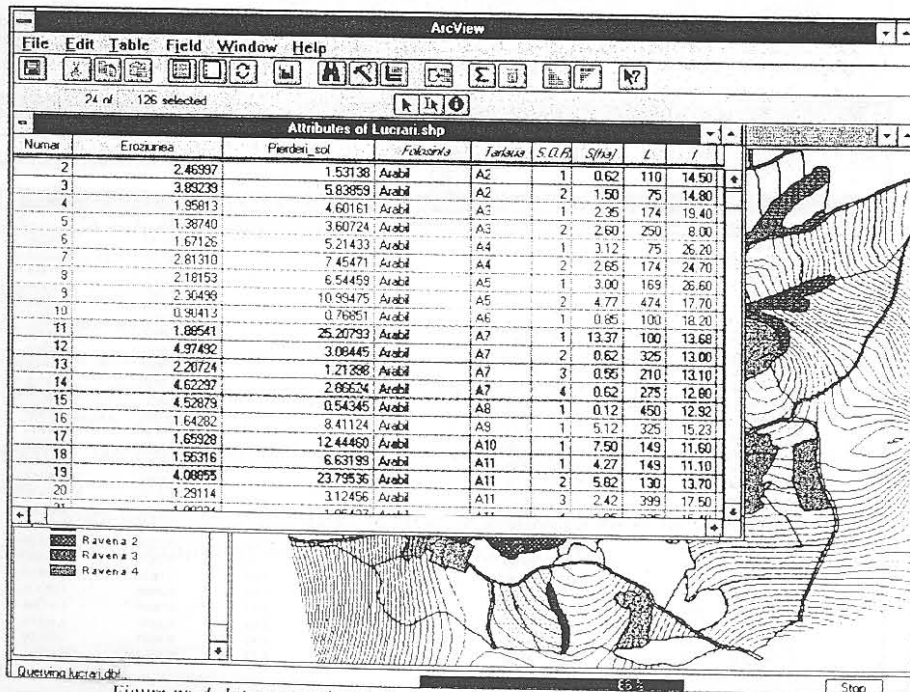 ArcView
File Edit Table Field Window Help
24 of 126 selected
Attributes of Lucrari.shp
Numar Eroziunea Pierderi_sol Folosinta Tarlaua S.O.R. S(ha) L I
2 2.46997 1.53138 Arabil A2 1 0.62 110 14.50
3 3.89239 5.83859 Arabil A2 2 1.50 75 14.80
4 1.95813 4.60161 Arabil A3 1 2.35 174 19.40
5 1.38740 3.60724 Arabil A3 2 2.60 250 8.00
6 1.67126 5.21433 Arabil A4 1 3.12 75 26.20
7 2.81310 7.45471 Arabil A4 2 2.65 174 24.70
8 2.18153 6.54459 Arabil A5 1 3.00 169 26.60
9 2.30498 10.99475 Arabil A5 2 4.77 474 17.70
10 0.90413 0.76851 Arabil A6 1 0.85 100 18.20
11 1.88541 25.20793 Arabil A7 1 13.37 100 13.68
12 4.97492 3.08445 Arabil A7 2 0.62 325 13.00
13 2.20724 1.21398 Arabil A7 3 0.55 210 13.10
14 4.62297 2.86624 Arabil A7 4 0.62 275 12.80
15 4.52879 0.54345 Arabil A8 1 0.12 450 12.92
16 1.64282 8.41124 Arabil A9 1 5.12 325 15.23
17 1.65928 12.44460 Arabil A10 1 7.50 149 11.60
18 1.55316 6.63199 Arabil A11 1 4.27 149 11.10
19 4.08855 23.79536 Arabil A11 2 5.82 130 13.70
20 1.29114 3.12456 Arabil A11 3 2.42 399 17.50
Ravena 2
Ravena 3
Ravena 4
Querying lucrari.dbf
Stop